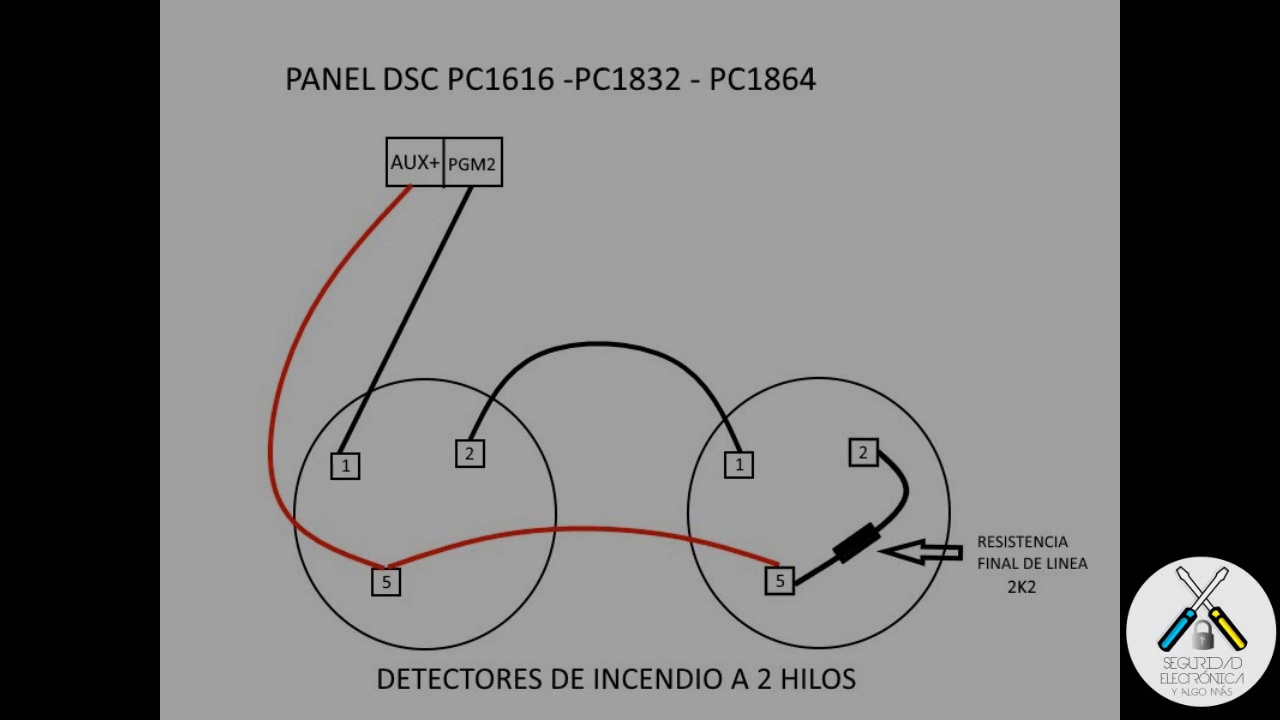 PANEL DSC PC1616 -PC1832 - PC1864
AUX+ PGM2
1 2 1 2
5 5
RESISTENCIA
FINAL DE LINEA
2K2
DETECTORES DE INCENDIO A 2 HILOS
SEGURIDAD
ELECTRÓNICA
Y ALGO MÁS